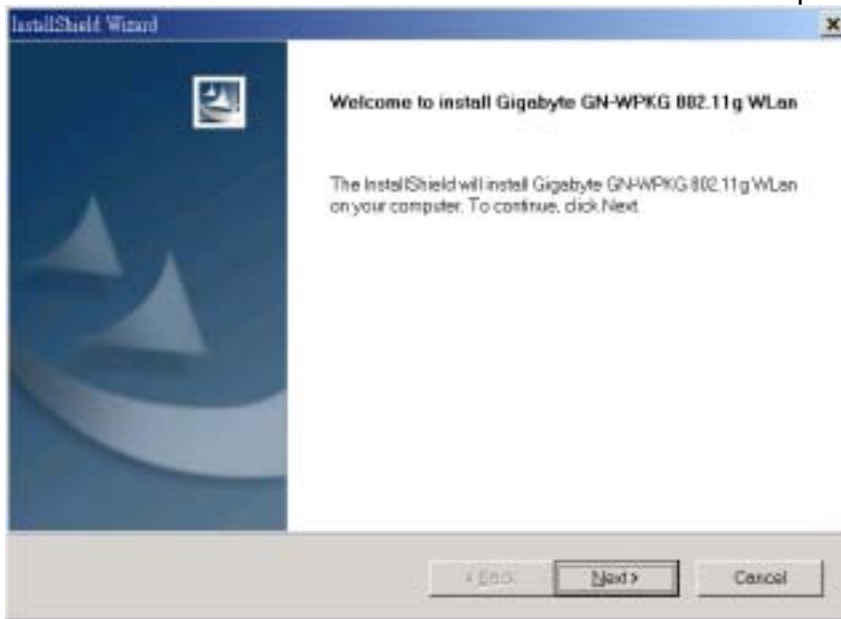 InstallShield Wizard
Welcome to install Gigabyte GN-WPKG 802.11g WLan
The InstallShield will install Gigabyte GN-WPKG 802.11g WLan
on your computer. To continue, click Next.
< Back
Next >
Cancel